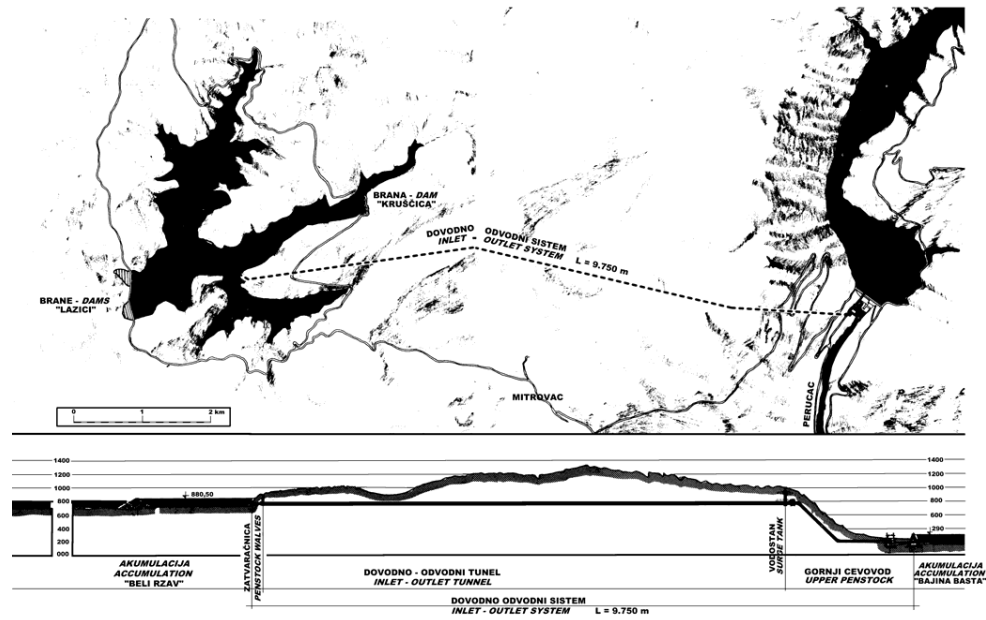 BRANA - DAM
"KRUŠČICA"
DOVODNO ODVODNI SISTEM
INLET - OUTLET SYSTEM L = 9.750 m
BRANE - DAMS
"LAZICI"
MITROVAC
PERUCAC
0 1 2 km
1400
1200
1000
800
600
400
200
000
880,50
1400
1200
1000
800
600
400
290
ZATVARAČNICA
PENSTOCK WALVES
VODOSTAN
SURGE TANK
AKUMULACIJA
ACCUMULATION
"BELI RZAV"
DOVODNO - ODVODNI TUNEL
INLET - OUTLET TUNNEL
GORNJI CEVOVOD
UPPER PENSTOCK
AKUMULACIJA
ACCUMULATION
"BAJINA BASTA"
DOVODNO ODVODNI SISTEM
INLET - OUTLET SYSTEM L = 9.750 m